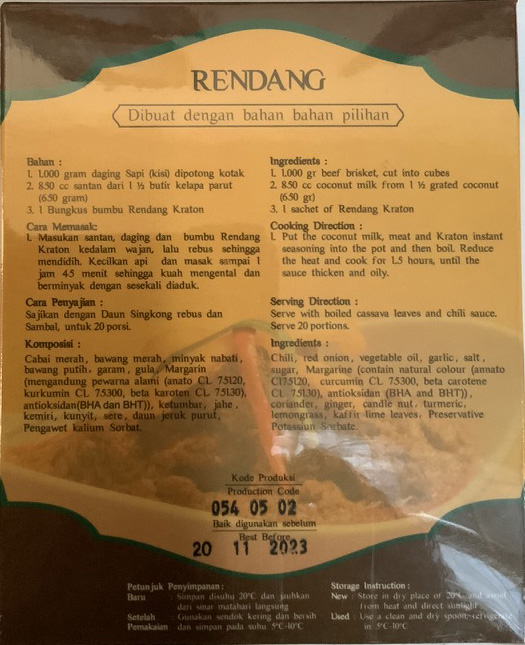 RENDANG
Dibuat dengan bahan bahan pilihan
Bahan :
1. 1.000 gram daging Sapi (kisi) dipotong kotak
2. 850 cc santan dari 1 ½ butir kelapa parut
(650 gram)
3. 1 Bungkus bumbu Rendang Kraton
Cara Memasak:
1. Masukan santan, daging dan bumbu Rendang
Kraton kedalam wajan, lalu rebus sehingga
mendidih. Kecilkan api dan masak sampai 1
jam 45 menit sehingga kuah mengental dan
berminyak dengan sesekali diaduk.
Cara Penyajian :
Sajikan dengan Daun Singkong rebus dan
Sambal, untuk 20 porsi.
Komposisi :
Cabai merah, bawang merah, minyak nabati,
bawang putih, garam, gula, Margarin
(mengandung pewarna alami (anato CL 75120,
kurkumin CL 75300, beta karoten CL 75130),
antioksidan(BHA dan BHT)), ketumbar, jahe,
kemiri, kunyit, sere, daun jeruk purut,
Pengawet kalium Sorbat.
Ingredients :
1. 1.000 gr beef brisket, cut into cubes
2. 850 cc coconut milk from 1 ½ grated coconut
(650 gr)
3. 1 sachet of Rendang Kraton
Cooking Direction :
1. Put the coconut milk, meat and Kraton instant
seasoning into the pot and then boil. Reduce
the heat and cook for 1.5 hours, until the
sauce thicken and oily.
Serving Direction :
Serve with boiled cassava leaves and chili sauce.
Serve 20 portions.
Ingredients :
Chili, red onion, vegetable oil, garlic, salt,
sugar, Margarine (contain natural colour (annato
CI75120, curcumin CL 75300, beta carotene
CL 75130), antioksidan (BHA and BHT)),
coriander, ginger, candle nut, turmeric,
lemongrass, kaffir lime leaves, Preservative
Potassiun Sorbate.
Kode Produksi
Production Code
054 05 02
Baik digunakan sebelum
Best Before
20 11 2023
Petunjuk Penyimpanan :
Baru : Simpan disuhu 20°C dan jauhkan
dari sinar matahari langsung
Setelah : Gunakan sendok kering dan bersih
Pemakaian dan simpan pada suhu 5°C-10°C
Storage Instruction :
New : Store in dry place of 20°C and avoid
from heat and direct sunlight
Used : Use a clean and dry spoon, refrigerate
in 5°C-10°C